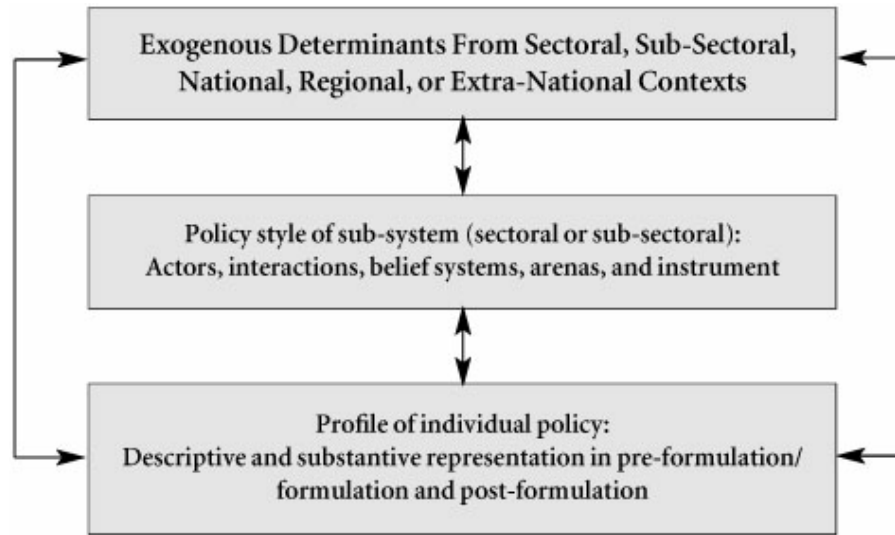 Exogenous Determinants From Sectoral, Sub-Sectoral,
National, Regional, or Extra-National Contexts
Policy style of sub-system (sectoral or sub-sectoral):
Actors, interactions, belief systems, arenas, and instrument
Profile of individual policy:
Descriptive and substantive representation in pre-formulation/
formulation and post-formulation